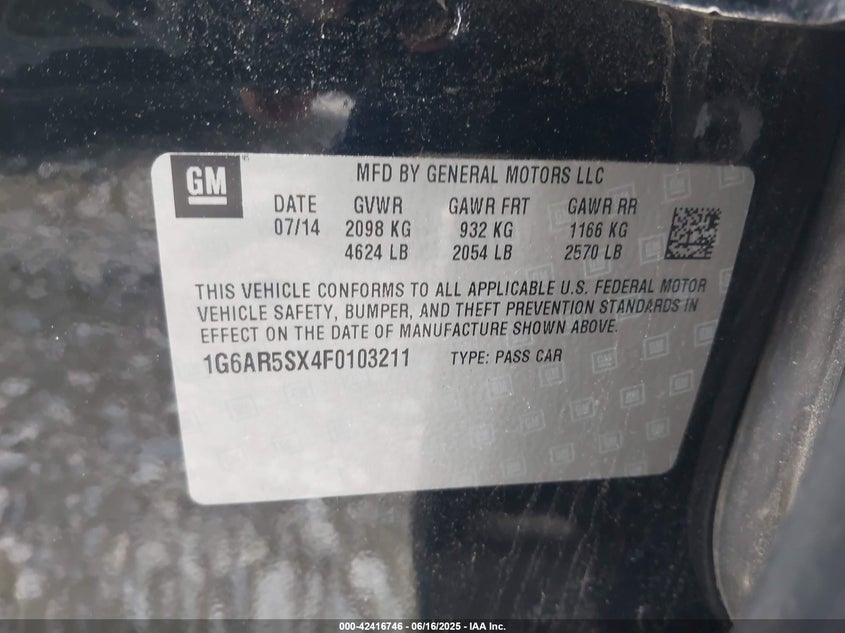 GM
MFD BY GENERAL MOTORS LLC
DATE GVWR GAWR FRT GAWR RR
07/14 2098 KG 932 KG 1166 KG
4624 LB 2054 LB 2570 LB
THIS VEHICLE CONFORMS TO ALL APPLICABLE U.S. FEDERAL MOTOR
VEHICLE SAFETY, BUMPER, AND THEFT PREVENTION STANDARDS IN
EFFECT ON THE DATE OF MANUFACTURE SHOWN ABOVE.
1G6AR5SX4F0103211 TYPE: PASS CAR
000-42416746 - 06/16/2025 - IAA Inc.